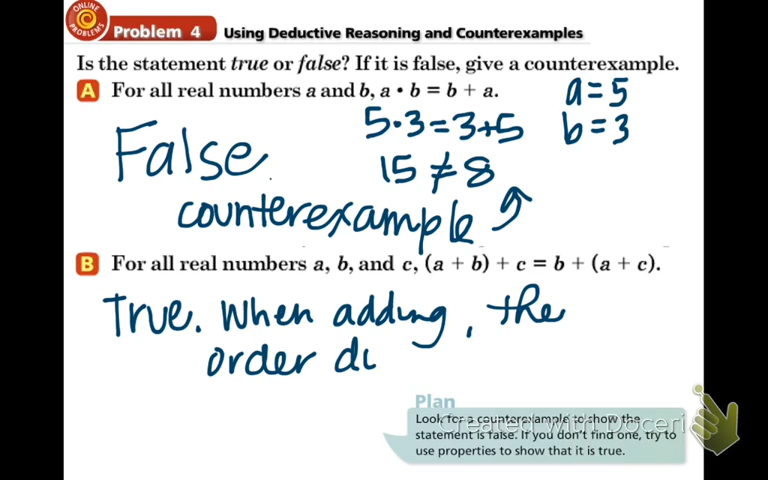 ONLINE
PROBLEMS
Problem 4 Using Deductive Reasoning and Counterexamples
Is the statement true or false? If it is false, give a counterexample.
A For all real numbers a and b, a • b = b + a.
a = 5
5 · 3 = 3 + 5
b = 3
False
15 ≠ 8
counterexample
B For all real numbers a, b, and c, (a + b) + c = b + (a + c).
True. When adding, the
order
Plan
Look for a counterexample to show the
statement is false. If you don't find one, try to
use properties to show that it is true.
Created with Doceri